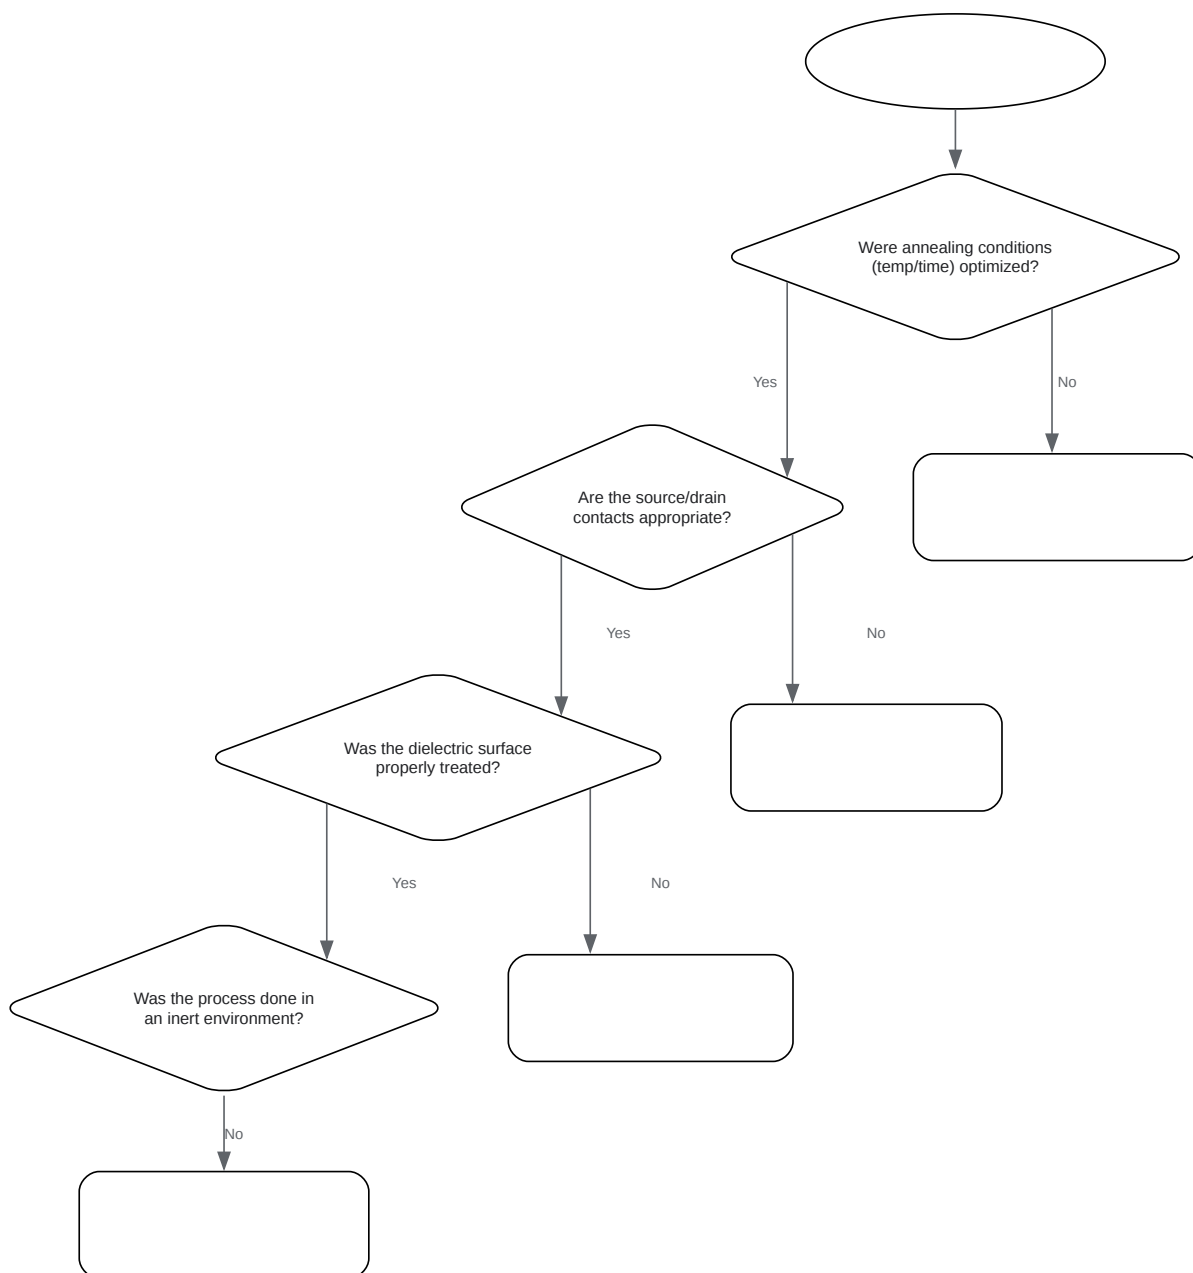 Were annealing conditions
(temp/time) optimized?
Yes
No
Are the source/drain
contacts appropriate?
Yes
No
Was the dielectric surface
properly treated?
Yes
No
Was the process done in
an inert environment?
No